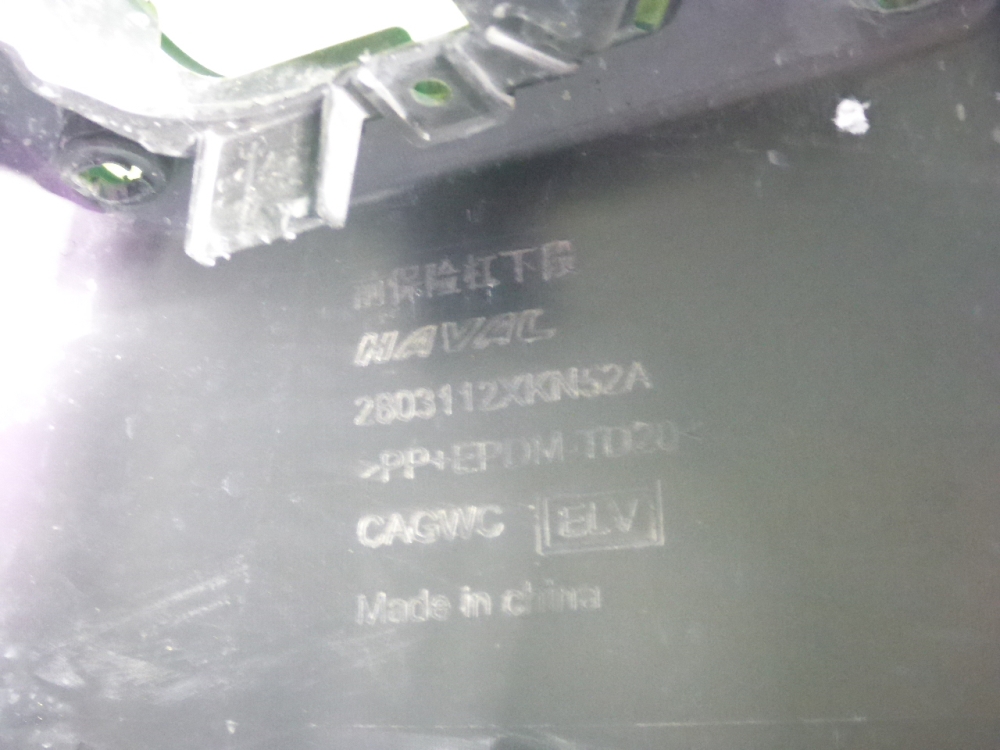 前保险杠下段
HAVAL
2803112XKN52A
>PP+EPDM-TD20<
CAGWC ELV
Made in china